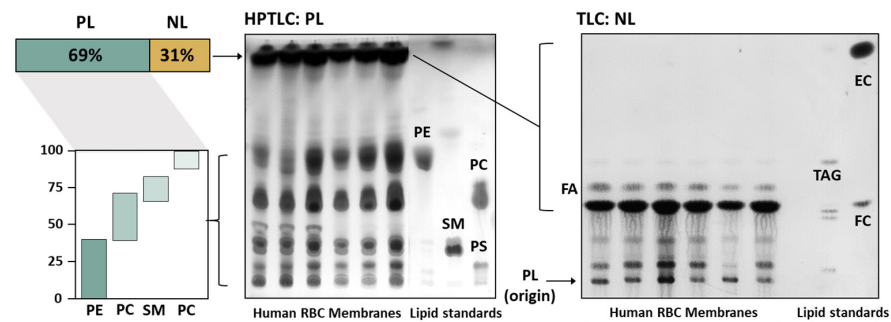 PL NL
69% 31%
100
75
50
25
0
PE PC SM PC
HPTLC: PL
PE
PC
SM
PS
Human RBC Membranes Lipid standards
TLC: NL
EC
TAG
FA
FC
PL
(origin)
Human RBC Membranes Lipid standards